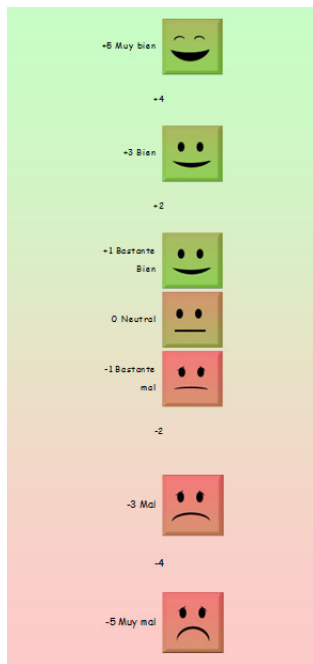 +5 Muy bien
+4
+3 Bien
+2
+1 Bastante
Bien
0 Neutral
-1 Bastante
mal
-2
-3 Mal
-4
-5 Muy mal